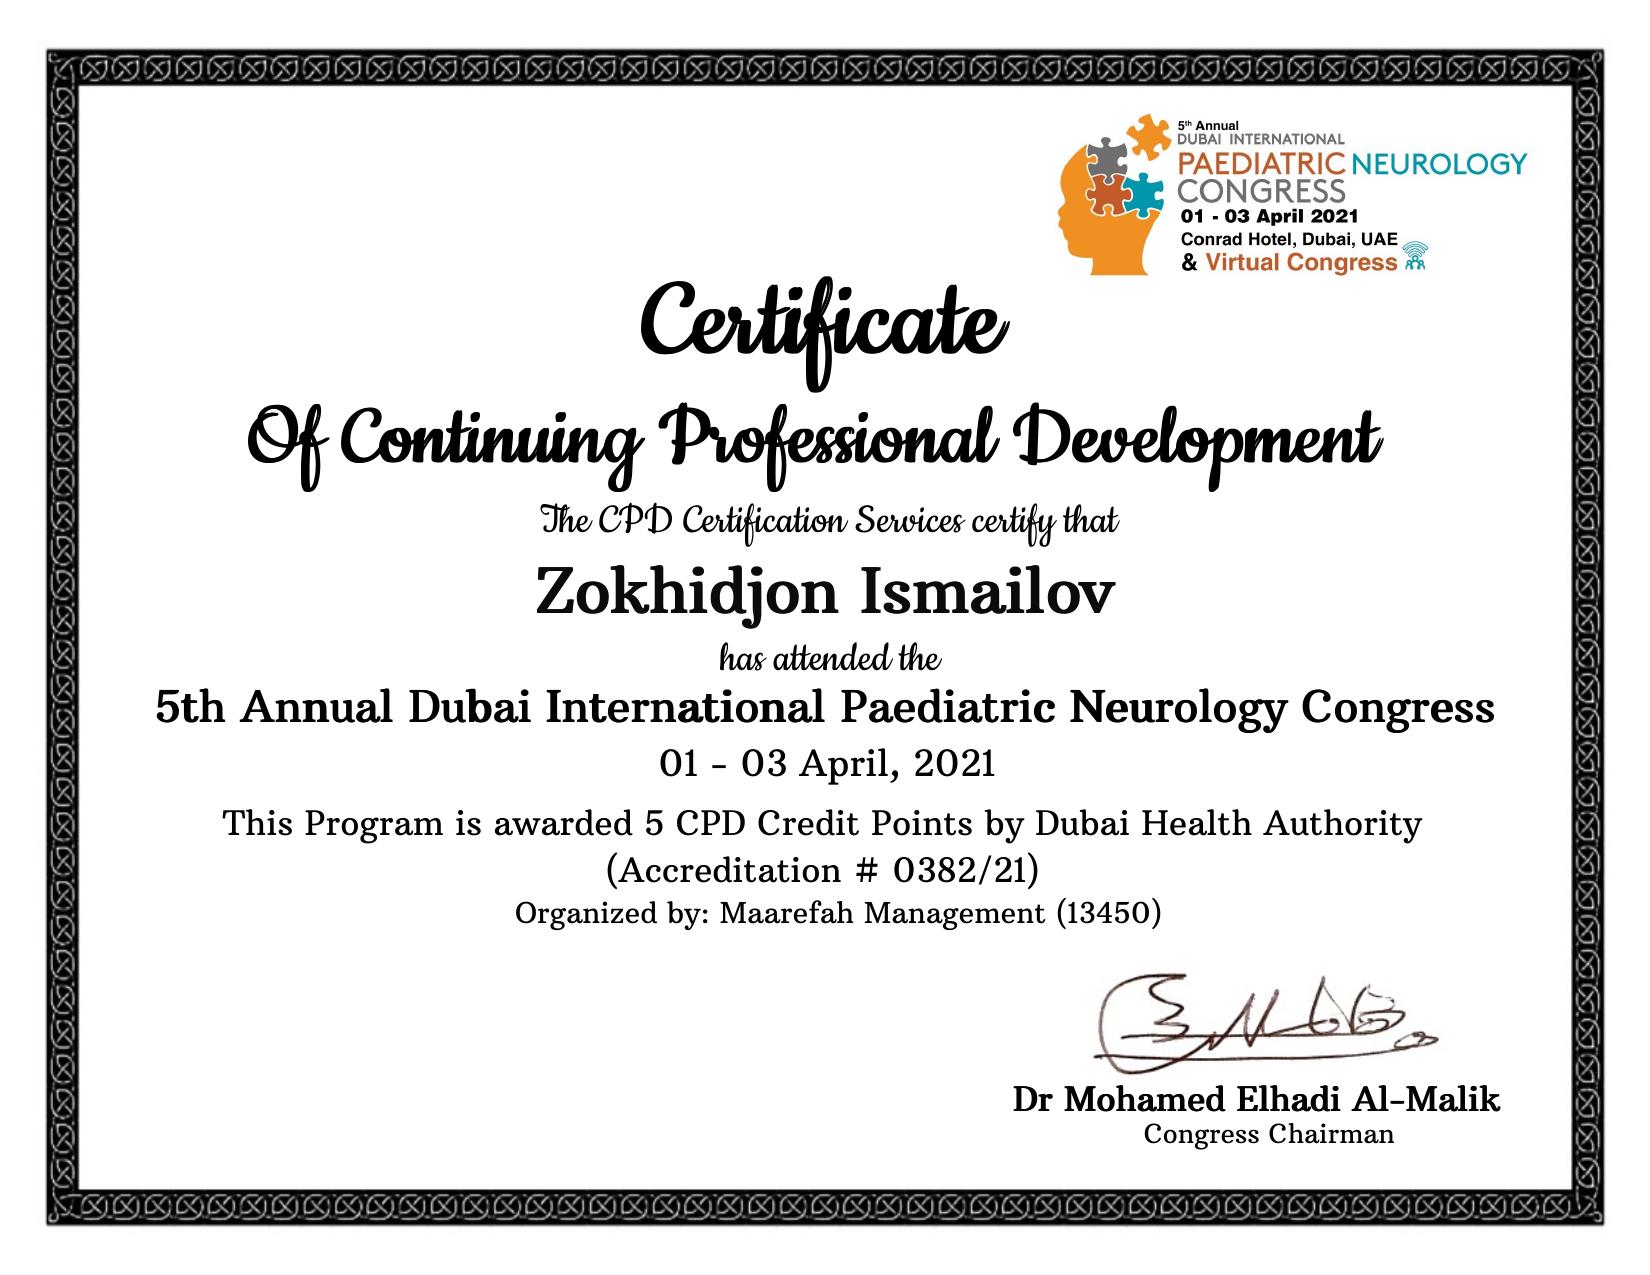 5th Annual
DUBAI INTERNATIONAL
PAEDIATRIC NEUROLOGY
CONGRESS
01 - 03 April 2021
Conrad Hotel, Dubai, UAE
& Virtual Congress
Certificate
Of Continuing Professional Development
The CPD Certification Services certify that
Zokhidjon Ismailov
has attended the
5th Annual Dubai International Paediatric Neurology Congress
01 - 03 April, 2021
This Program is awarded 5 CPD Credit Points by Dubai Health Authority
(Accreditation # 0382/21)
Organized by: Maarefah Management (13450)
Dr Mohamed Elhadi Al-Malik
Congress Chairman